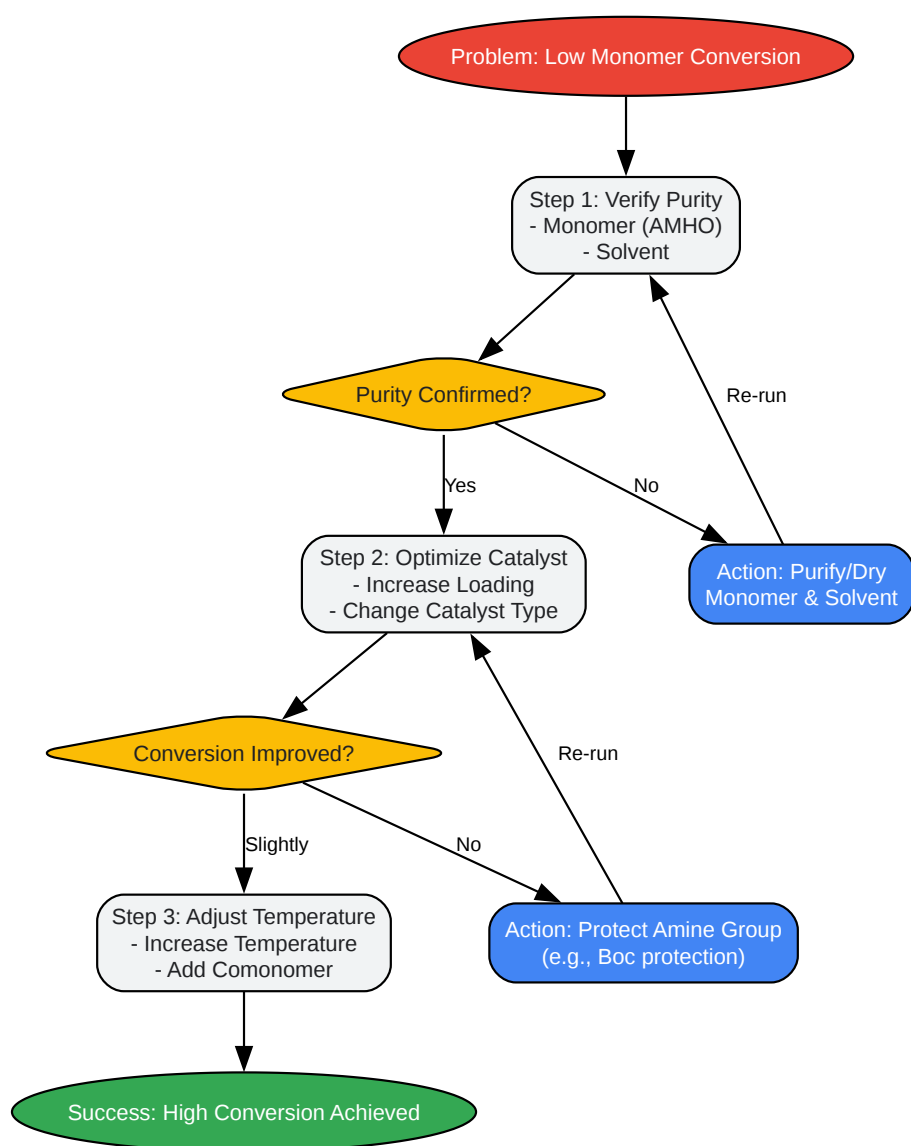 Problem: Low Monomer Conversion
Step 1: Verify Purity
- Monomer (AMHO)
- Solvent
Purity Confirmed?
Re-run
Yes
No
Step 2: Optimize Catalyst
- Increase Loading
- Change Catalyst Type
Action: Purify/Dry
Monomer & Solvent
Conversion Improved?
Re-run
Slightly
No
Step 3: Adjust Temperature
- Increase Temperature
- Add Comonomer
Action: Protect Amine Group
(e.g., Boc protection)
Success: High Conversion Achieved